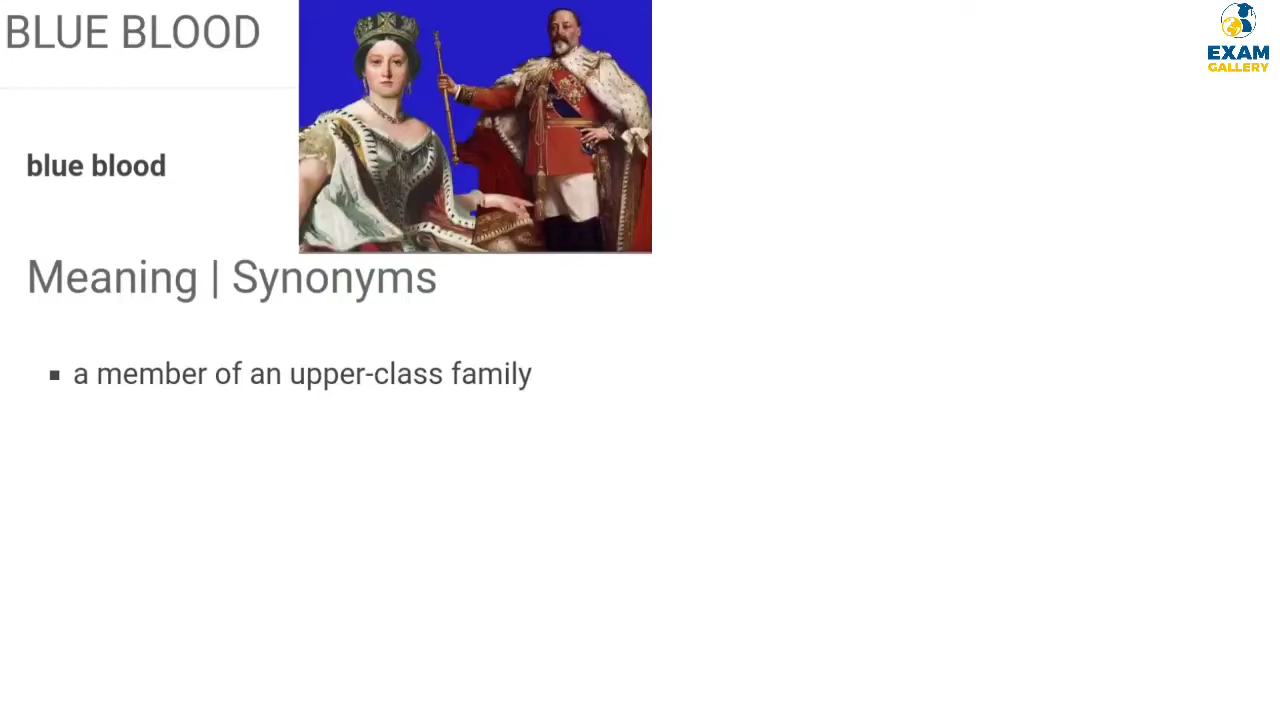 BLUE BLOOD
EXAM
GALLERY
blue blood
Meaning | Synonyms
▪ a member of an upper-class family